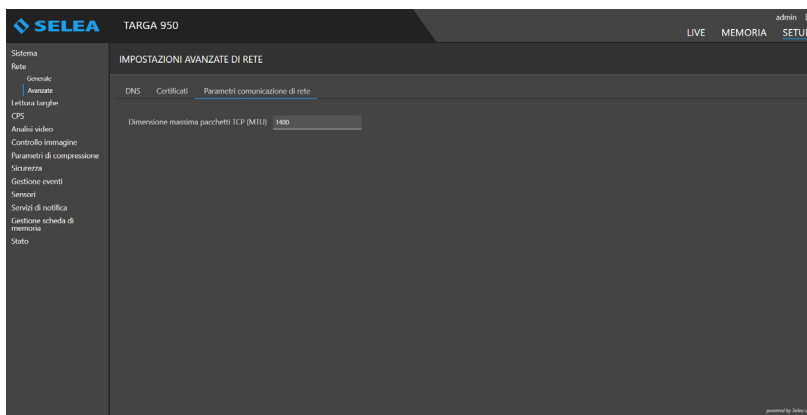 SELEA
TARGA 950
admin
LIVE MEMORIA SETUP
Sistema
Rete
Generale
Avanzate
Lettura targhe
CPS
Analisi video
Controllo immagine
Parametri di compressione
Sicurezza
Gestione eventi
Sensori
Servizi di notifica
Gestione scheda di
memoria
Stato
IMPOSTAZIONI AVANZATE DI RETE
DNS Certificati Parametri comunicazione di rete
Dimensione massima pacchetti TCP (MTU) 1400
powered by Selea